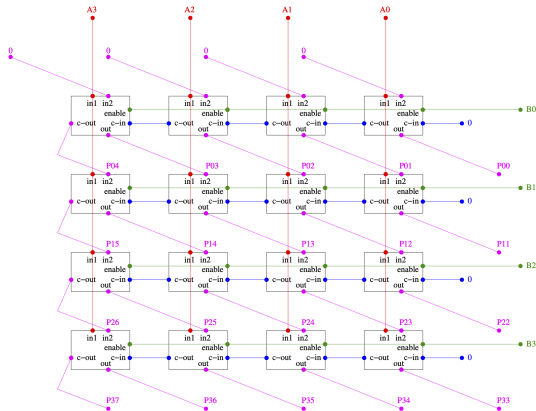 A3 A2 A1 A0
0 0 0
in1 in2 in1 in2 in1 in2 in1 in2
enable enable enable enable B0
c−out c−in c−out c−in c−out c−in c−out c−in 0
out out out out
P04 P03 P02 P01 P00
in1 in2 in1 in2 in1 in2 in1 in2
enable enable enable enable B1
c−out c−in c−out c−in c−out c−in c−out c−in 0
out out out out
P15 P14 P13 P12 P11
in1 in2 in1 in2 in1 in2 in1 in2
enable enable enable enable B2
c−out c−in c−out c−in c−out c−in c−out c−in 0
out out out out
P26 P25 P24 P23 P22
in1 in2 in1 in2 in1 in2 in1 in2
enable enable enable enable B3
c−out c−in c−out c−in c−out c−in c−out c−in 0
out out out out
P37 P36 P35 P34 P33